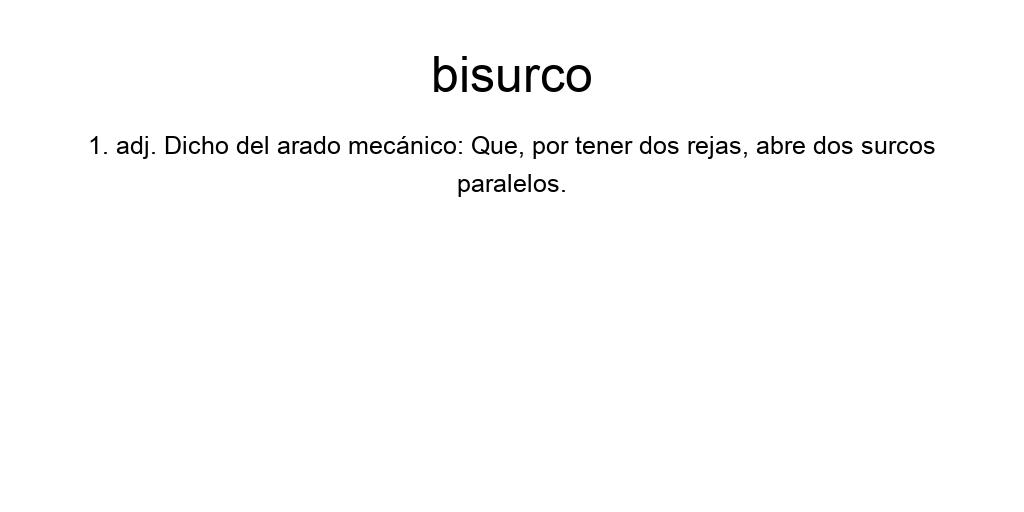 bisurco
1. adj. Dicho del arado mecánico: Que, por tener dos rejas, abre dos surcos
paralelos.